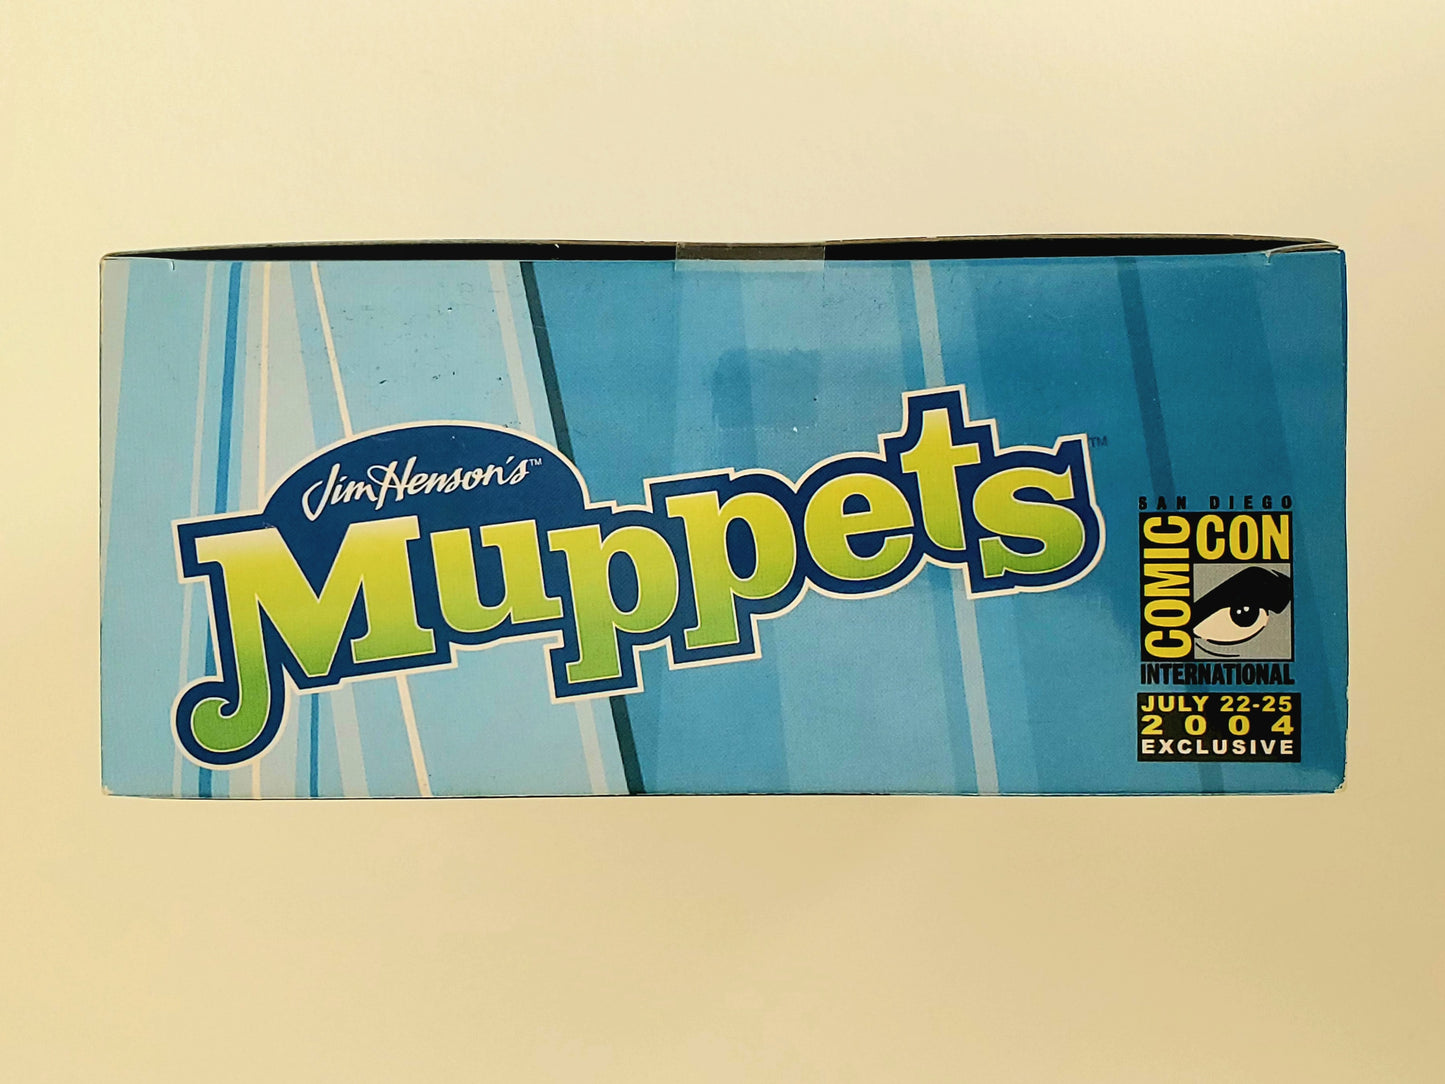 Jim Henson's™
Muppets™
SAN DIEGO
COMIC CON
INTERNATIONAL
JULY 22-25
2004
EXCLUSIVE